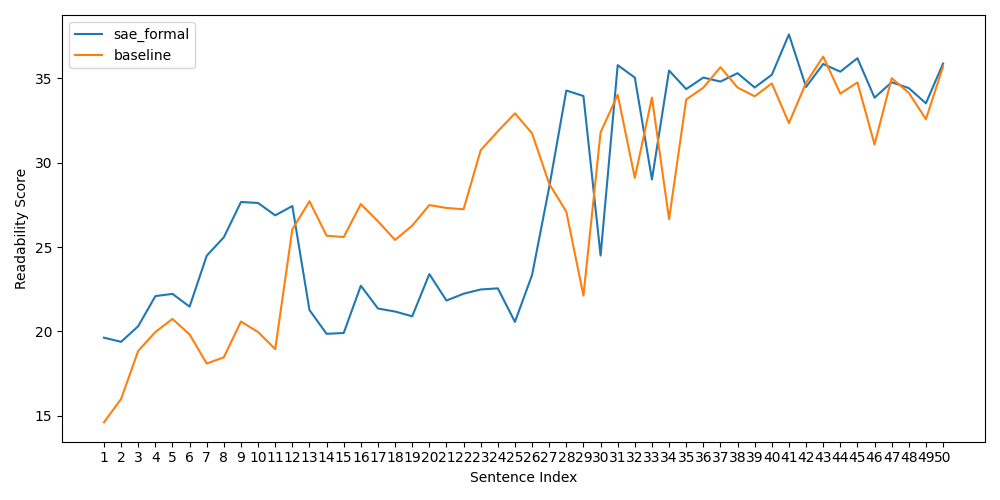 sae_formal
baseline
35
30
25
20
15
Readability Score
1 2 3 4 5 6 7 8 9 10 11 12 13 14 15 16 17 18 19 20 21 22 23 24 25 26 27 28 29 30 31 32 33 34 35 36 37 38 39 40 41 42 43 44 45 46 47 48 49 50
Sentence Index